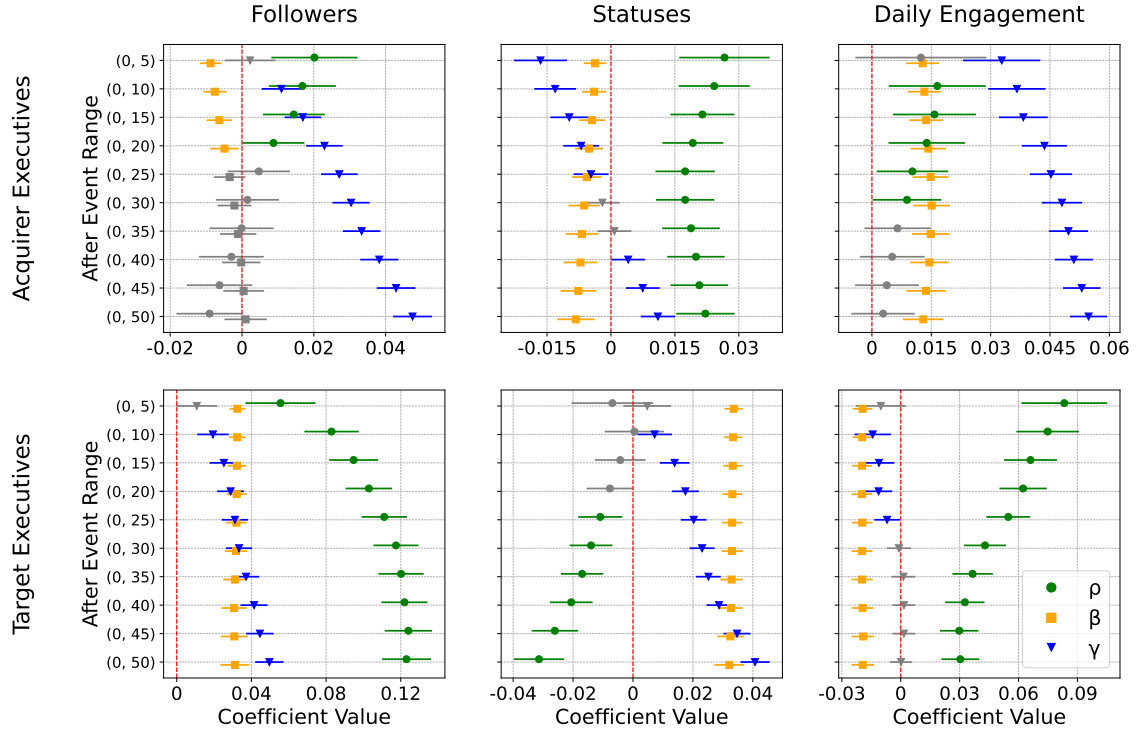 Followers
Statuses
Daily Engagement
Acquirer Executives
After Event Range
(0, 5)
(0, 10)
(0, 15)
(0, 20)
(0, 25)
(0, 30)
(0, 35)
(0, 40)
(0, 45)
(0, 50)
-0.02 0 0.02 0.04
-0.015 0 0.015 0.03
0 0.015 0.03 0.045 0.06
Target Executives
After Event Range
(0, 5)
(0, 10)
(0, 15)
(0, 20)
(0, 25)
(0, 30)
(0, 35)
(0, 40)
(0, 45)
(0, 50)
ρ
β
γ
0 0.04 0.08 0.12
-0.04 -0.02 0 0.02 0.04
-0.03 0 0.03 0.06 0.09
Coefficient Value
Coefficient Value
Coefficient Value